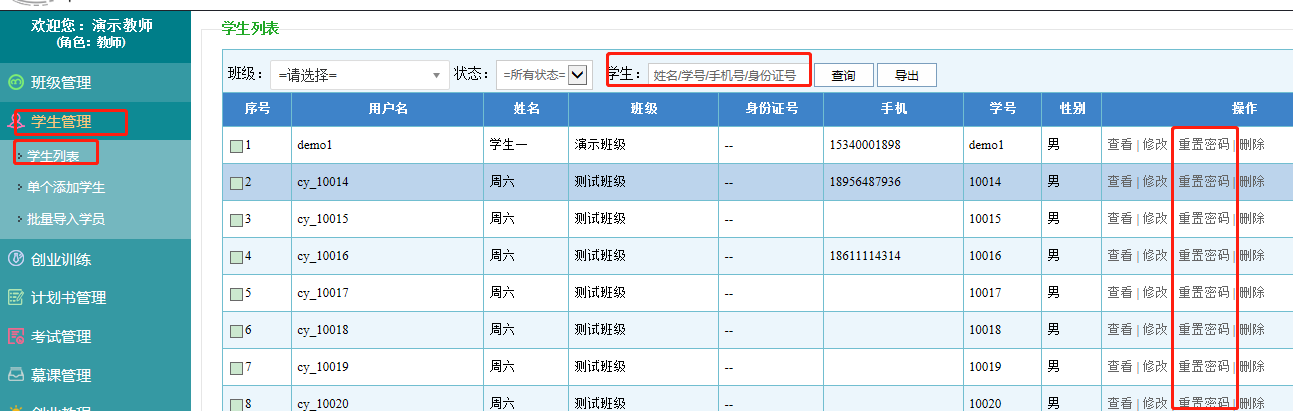 欢迎您：演示教师
(角色：教师)
班级管理
学生管理
学生列表
单个添加学生
批量导入学员
创业训练
计划书管理
考试管理
慕课管理
学生列表
班级： =请选择= 状态： =所有状态= 学生： 姓名/学号/手机号/身份证号 查询 导出
序号 用户名 姓名 班级 身份证号 手机 学号 性别 操作
1 demo1 学生一 演示班级 -- 15340001898 demo1 男 查看 | 修改 | 重置密码 | 删除
2 cy_10014 周六 测试班级 -- 18956487936 10014 男 查看 | 修改 | 重置密码 | 删除
3 cy_10015 周六 测试班级 -- 10015 男 查看 | 修改 | 重置密码 | 删除
4 cy_10016 周六 测试班级 -- 18611114314 10016 男 查看 | 修改 | 重置密码 | 删除
5 cy_10017 周六 测试班级 -- 10017 男 查看 | 修改 | 重置密码 | 删除
6 cy_10018 周六 测试班级 -- 10018 男 查看 | 修改 | 重置密码 | 删除
7 cy_10019 周六 测试班级 -- 10019 男 查看 | 修改 | 重置密码 | 删除
8 cy_10020 周六 测试班级 -- 10020 男 查看 | 修改 | 重置密码 | 删除